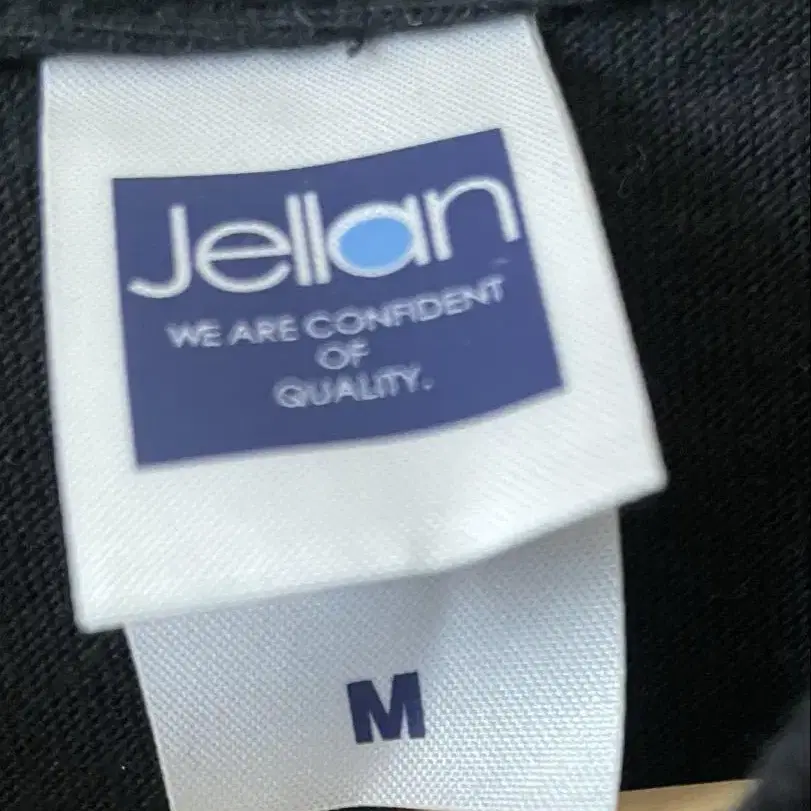 Jellan
WE ARE CONFIDENT
OF
QUALITY.
M